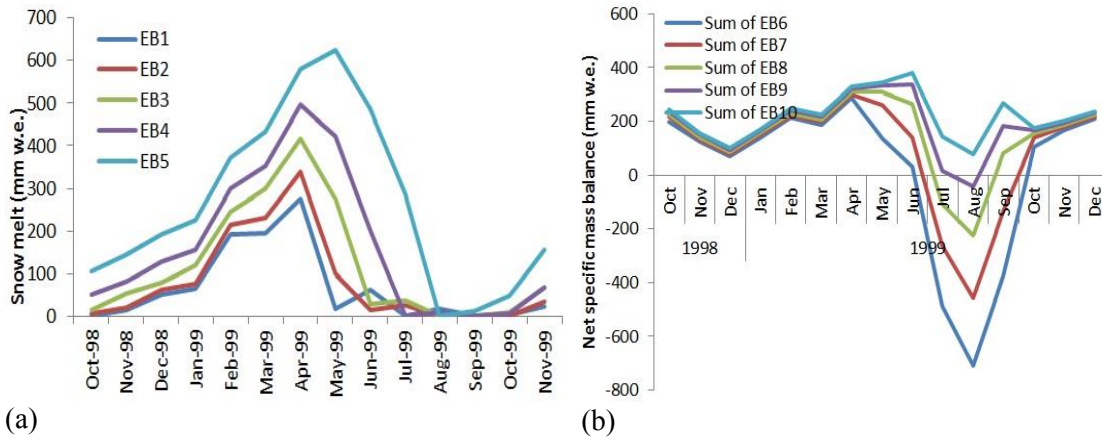 700
600
500
400
300
200
100
0
Snow melt (mm w.e.)
EB1
EB2
EB3
EB4
EB5
Oct-98
Nov-98
Dec-98
Jan-99
Feb-99
Mar-99
Apr-99
May-99
Jun-99
Jul-99
Aug-99
Sep-99
Oct-99
Nov-99
(a)
600
400
200
0
-200
-400
-600
-800
Net specific mass balance (mm w.e.)
Sum of EB6
Sum of EB7
Sum of EB8
Sum of EB9
Sum of EB10
Oct
Nov
Dec
Jan
Feb
Mar
Apr
May
Jun
Jul
Aug
Sep
Oct
Nov
Dec
1998
1999
(b)